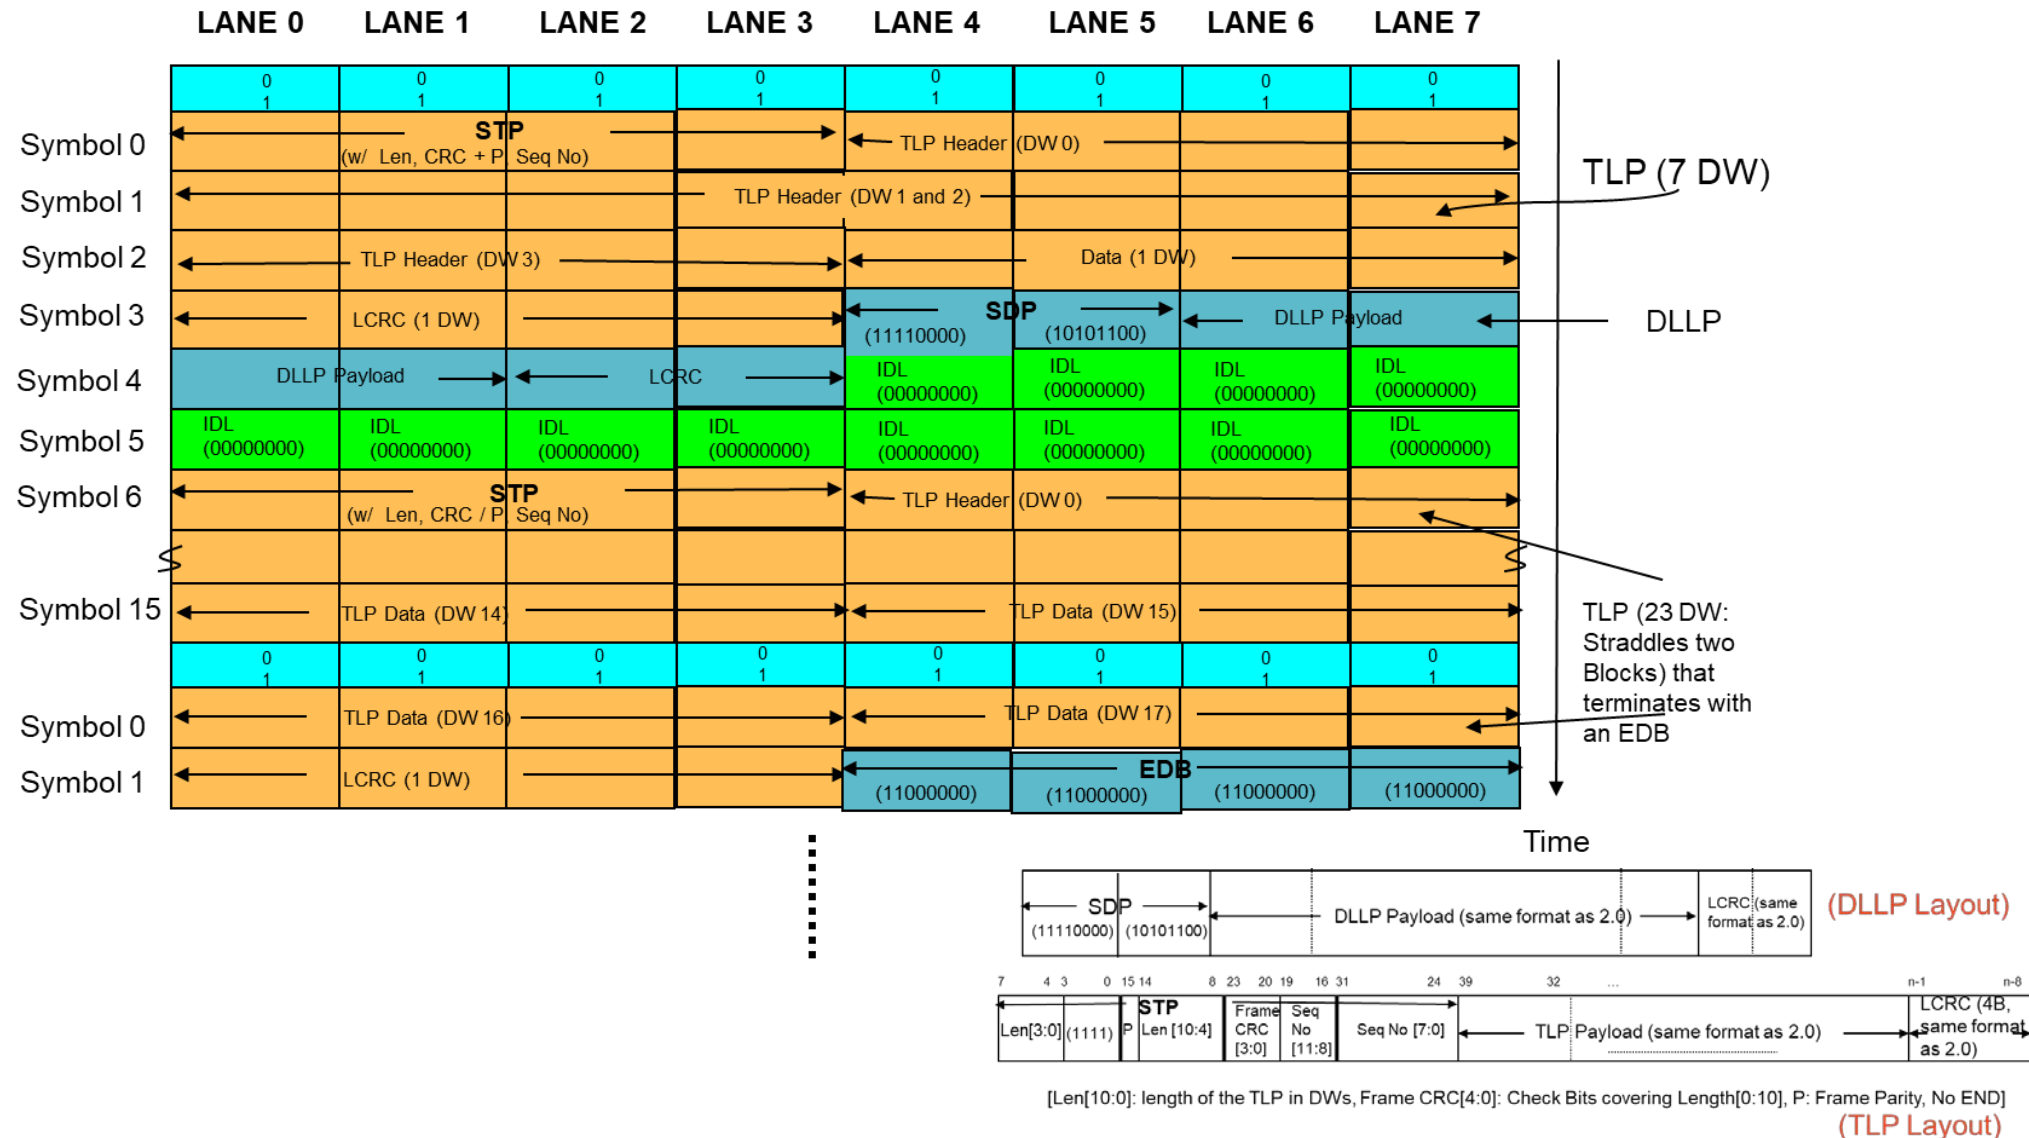 LANE 0 LANE 1 LANE 2 LANE 3 LANE 4 LANE 5 LANE 6 LANE 7
0 0 0 0 0 0 0 0
1 1 1 1 1 1 1 1
Symbol 0
STP
(w/ Len, CRC + P, Seq No)
TLP Header (DW 0)
Symbol 1
TLP Header (DW 1 and 2)
TLP (7 DW)
Symbol 2
TLP Header (DW 3)
Data (1 DW)
Symbol 3
LCRC (1 DW)
SDP
(11110000) (10101100)
DLLP Payload
DLLP
Symbol 4
DLLP Payload
LCRC
IDL IDL IDL IDL
(00000000) (00000000) (00000000) (00000000)
Symbol 5
IDL IDL IDL IDL IDL IDL IDL IDL
(00000000) (00000000) (00000000) (00000000) (00000000) (00000000) (00000000) (00000000)
Symbol 6
STP
(w/ Len, CRC / P, Seq No)
TLP Header (DW 0)
Symbol 15
TLP Data (DW 14)
TLP Data (DW 15)
TLP (23 DW:
Straddles two
Blocks) that
terminates with
an EDB
0 0 0 0 0 0 0 0
1 1 1 1 1 1 1 1
Symbol 0
TLP Data (DW 16)
TLP Data (DW 17)
Symbol 1
LCRC (1 DW)
EDB
(11000000) (11000000) (11000000) (11000000)
Time
SDP
(11110000) (10101100)
DLLP Payload (same format as 2.0)
LCRC (same
format as 2.0)
(DLLP Layout)
7 4 3 0 15 14 8 23 20 19 16 31 24 39 32 ... n-1 n-8
STP
Len[3:0] (1111) P Len [10:4]
Frame
CRC
[3:0]
Seq
No
[11:8]
Seq No [7:0]
TLP Payload (same format as 2.0)
LCRC (4B,
same format
as 2.0)
[Len[10:0]: length of the TLP in DWs, Frame CRC[4:0]: Check Bits covering Length[0:10], P: Frame Parity, No END]
(TLP Layout)